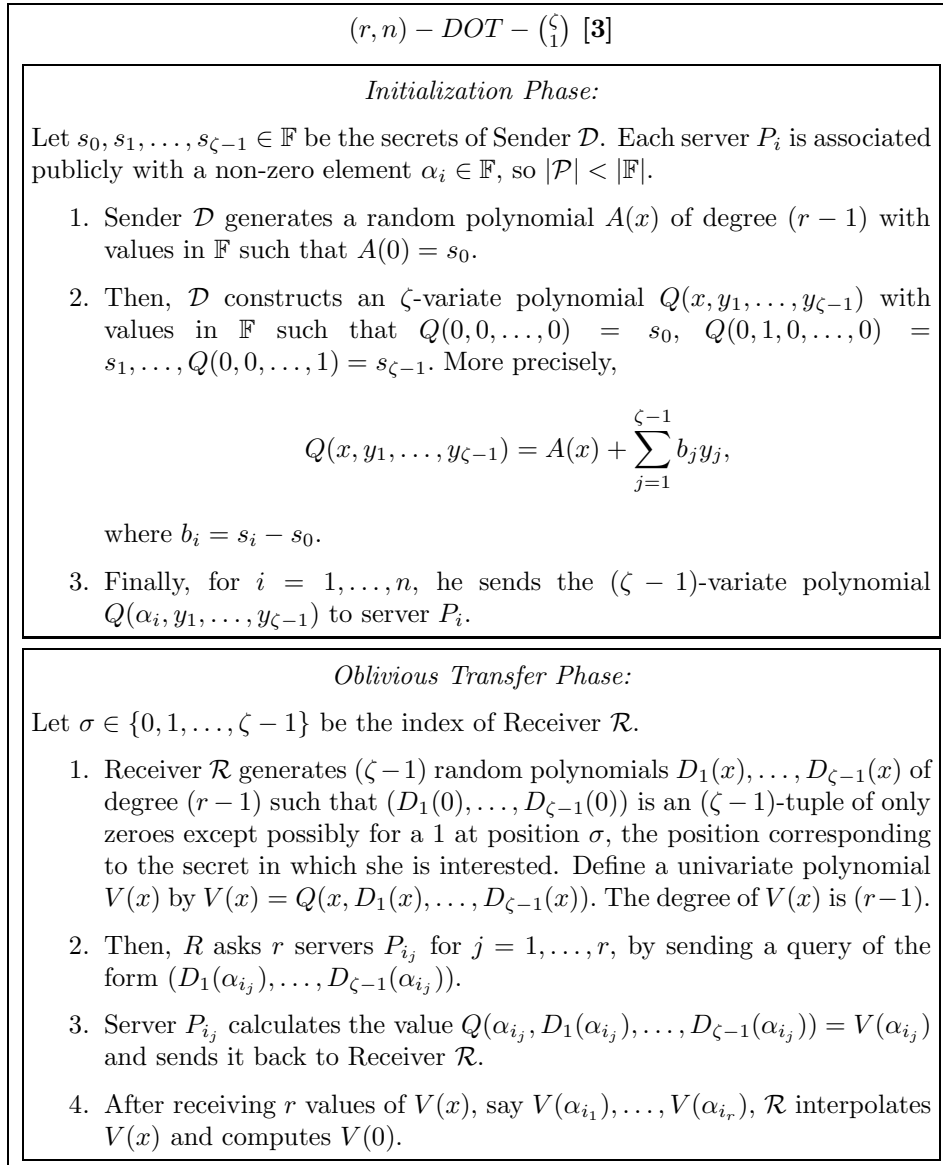 (r, n) − DOT − (ζ 1) [3]
Initialization Phase:
Let s₀, s₁, . . . , s_{ζ−1} ∈ 𝔽 be the secrets of Sender 𝒟. Each server P_i is associated
publicly with a non-zero element α_i ∈ 𝔽, so |𝒫| < |𝔽|.
1. Sender 𝒟 generates a random polynomial A(x) of degree (r − 1) with
values in 𝔽 such that A(0) = s₀.
2. Then, 𝒟 constructs an ζ-variate polynomial Q(x, y₁, . . . , y_{ζ−1}) with
values in 𝔽 such that Q(0, 0, . . . , 0) = s₀, Q(0, 1, 0, . . . , 0) =
s₁, . . . , Q(0, 0, . . . , 1) = s_{ζ−1}. More precisely,
Q(x, y₁, . . . , y_{ζ−1}) = A(x) + ∑_{j=1}^{ζ−1} b_j y_j,
where b_i = s_i − s₀.
3. Finally, for i = 1, . . . , n, he sends the (ζ − 1)-variate polynomial
Q(α_i, y₁, . . . , y_{ζ−1}) to server P_i.
Oblivious Transfer Phase:
Let σ ∈ {0, 1, . . . , ζ − 1} be the index of Receiver ℛ.
1. Receiver ℛ generates (ζ−1) random polynomials D₁(x), . . . , D_{ζ−1}(x) of
degree (r − 1) such that (D₁(0), . . . , D_{ζ−1}(0)) is an (ζ − 1)-tuple of only
zeroes except possibly for a 1 at position σ, the position corresponding
to the secret in which she is interested. Define a univariate polynomial
V(x) by V(x) = Q(x, D₁(x), . . . , D_{ζ−1}(x)). The degree of V(x) is (r−1).
2. Then, R asks r servers P_{i_j} for j = 1, . . . , r, by sending a query of the
form (D₁(α_{i_j}), . . . , D_{ζ−1}(α_{i_j})).
3. Server P_{i_j} calculates the value Q(α_{i_j}, D₁(α_{i_j}), . . . , D_{ζ−1}(α_{i_j})) = V(α_{i_j})
and sends it back to Receiver ℛ.
4. After receiving r values of V(x), say V(α_{i_1}), . . . , V(α_{i_r}), ℛ interpolates
V(x) and computes V(0).